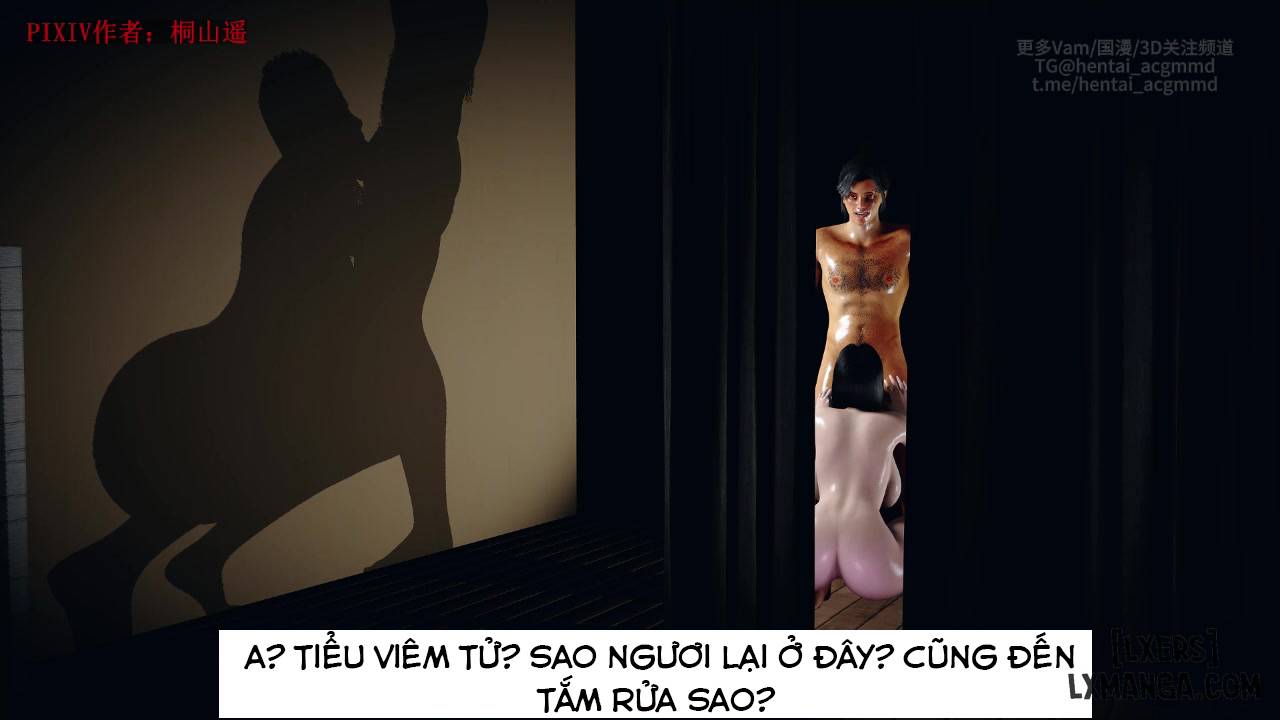 PIXIV作者：桐山遥
更多Vam/国漫/3D关注频道
TG@hentai_acgmmd
t.me/hentai_acgmmd
A? TIỂU VIÊM TỬ? SAO NGƯƠI LẠI Ở ĐÂY? CŨNG ĐẾN
TẮM RỬA SAO?
[LXERS]
LXMANGA.COM